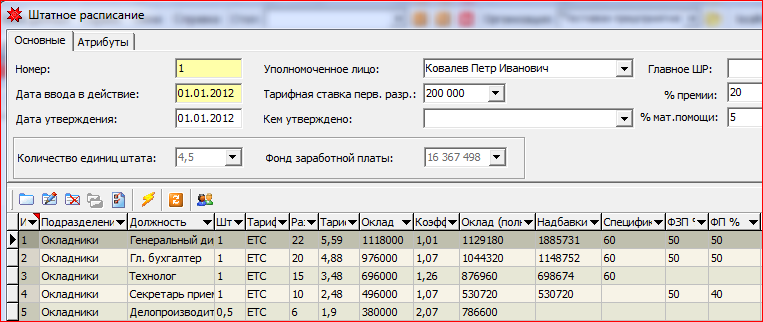 Штатное расписание
Основные Атрибуты
Номер: 1 Уполномоченное лицо: Ковалев Петр Иванович Главное ШР:
Дата ввода в действие: 01.01.2012 Тарифная ставка перв. разр.: 200 000 % премии: 20
Дата утверждения: 01.01.2012 Кем утверждено: % мат.помощи: 5
Количество единиц штата: 4,5 Фонд заработной платы: 16 367 498
Подразделени Должность Шт Тариф Раз Тари Оклад Коэфф Оклад (полн Надбавки Специфик ФЗП % ФП %
1 Окладники Генеральный ди 1 ЕТС 22 5,59 1118000 1,01 1129180 1885731 60 50 50
2 Окладники Гл. бухгалтер 1 ЕТС 20 4,88 976000 1,07 1044320 1148752 60 50 50
3 Окладники Технолог 1 ЕТС 15 3,48 696000 1,26 876960 698674 60
4 Окладники Секретарь прием 1 ЕТС 10 2,48 496000 1,07 530720 530720 50 40
5 Окладники Делопроизводит 0,5 ЕТС 6 1,9 380000 2,07 786600